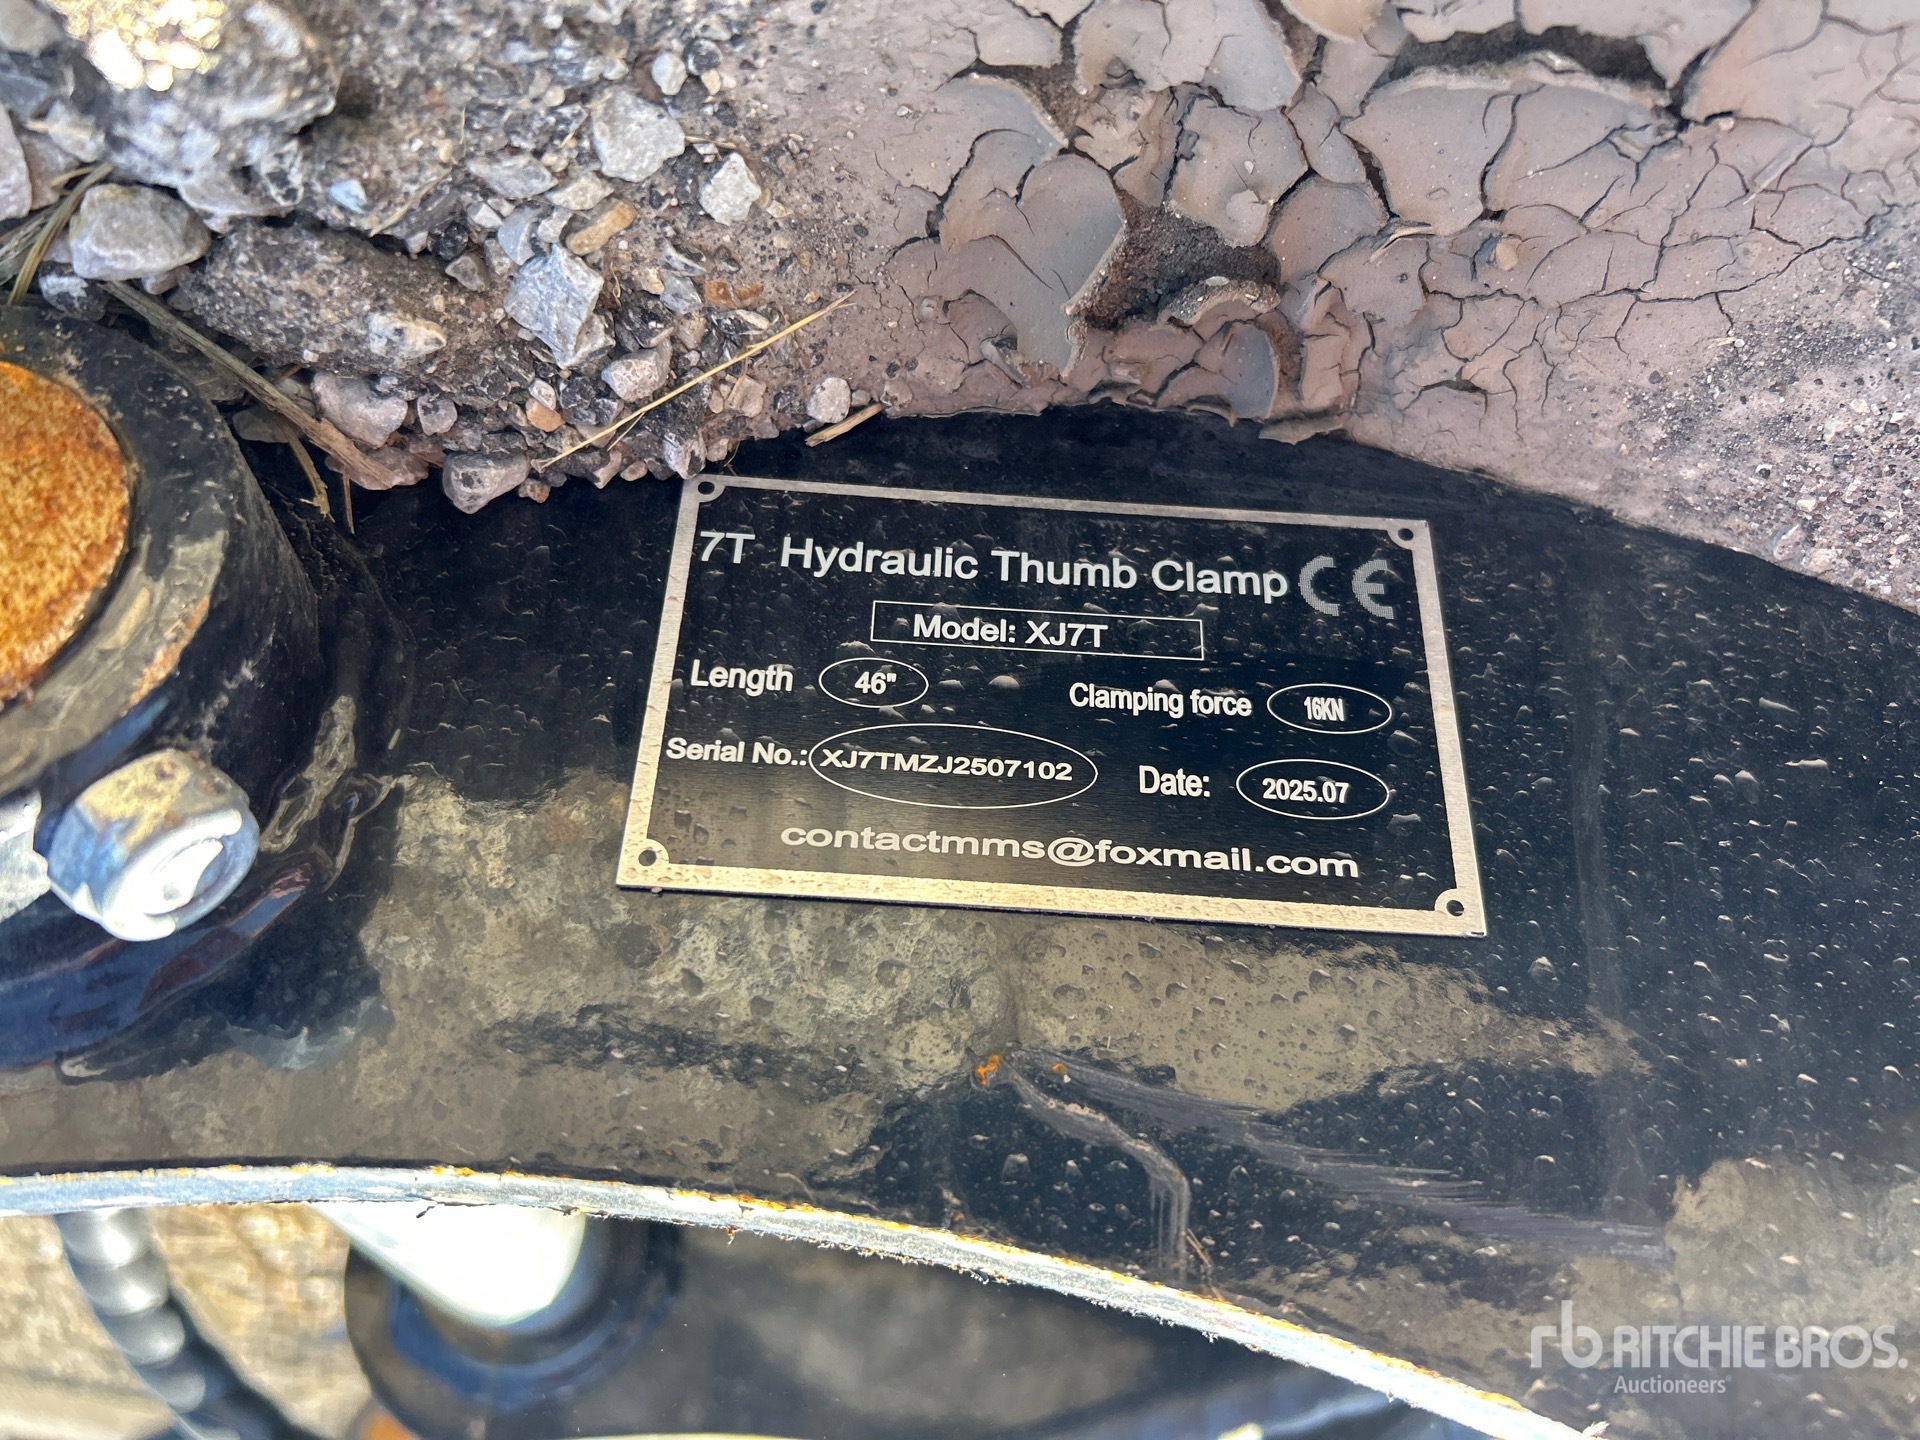 7T Hydraulic Thumb Clamp CE
Model: XJ7T
Length 46" Clamping force 16KN
Serial No.: XJ7TMZJ2507102 Date: 2025.07
contactmms@foxmail.com
rb RITCHIE BROS.
Auctioneers